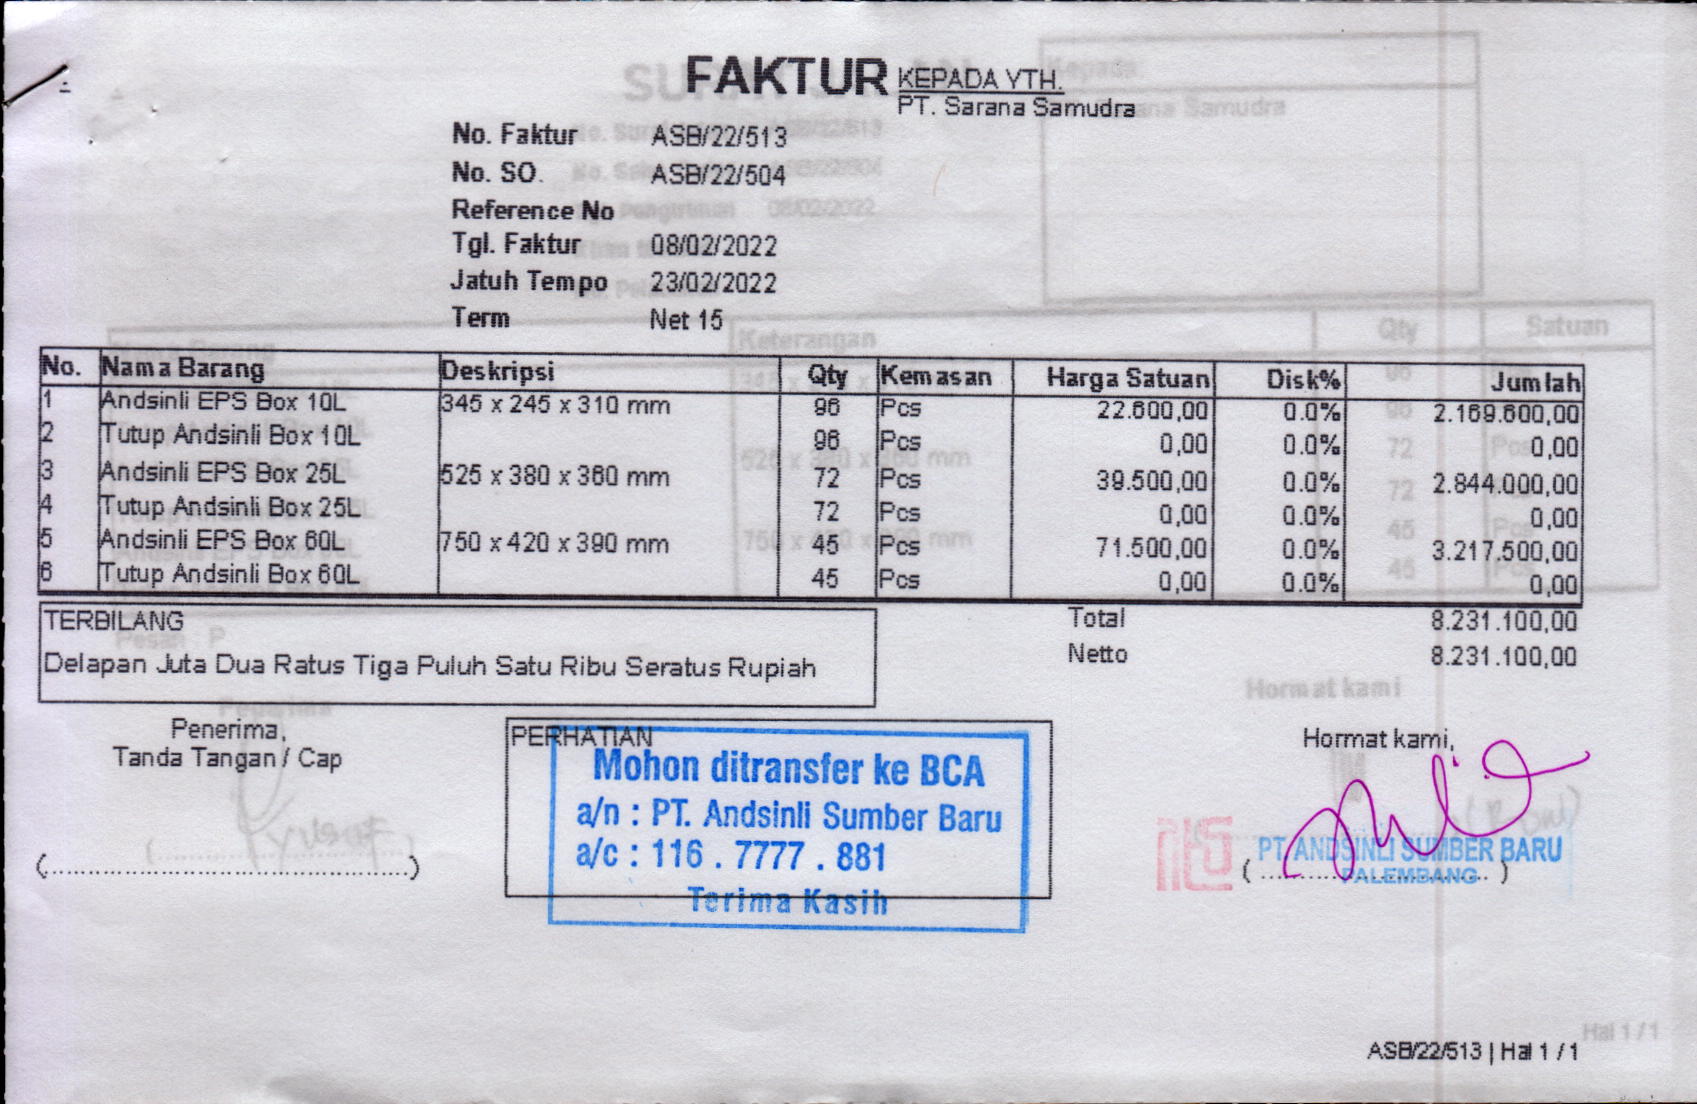 FAKTUR
KEPADA YTH.
PT. Sarana Samudra
No. Faktur ASB/22/513
No. SO. ASB/22/504
Reference No
Tgl. Faktur 08/02/2022
Jatuh Tempo 23/02/2022
Term Net 15
No. Nama Barang Deskripsi Qty Kemasan Harga Satuan Disk% Jumlah
1 Andsinli EPS Box 10L 345 x 245 x 310 mm 96 Pcs 22.600,00 0.0% 2.169.600,00
2 Tutup Andsinli Box 10L 96 Pcs 0,00 0.0% 0,00
3 Andsinli EPS Box 25L 525 x 380 x 360 mm 72 Pcs 39.500,00 0.0% 2.844.000,00
4 Tutup Andsinli Box 25L 72 Pcs 0,00 0.0% 0,00
5 Andsinli EPS Box 60L 750 x 420 x 390 mm 45 Pcs 71.500,00 0.0% 3.217.500,00
6 Tutup Andsinli Box 60L 45 Pcs 0,00 0.0% 0,00
TERBILANG
Delapan Juta Dua Ratus Tiga Puluh Satu Ribu Seratus Rupiah
Total 8.231.100,00
Netto 8.231.100,00
Penerima,
Tanda Tangan / Cap
(........................................)
PERHATIAN
Mohon ditransfer ke BCA
a/n : PT. Andsinli Sumber Baru
a/c : 116 . 7777 . 881
Terima Kasih
Hormat kami,
PT. ANDSINLI SUMBER BARU
PALEMBANG
ASB/22/513 | Hal 1 / 1